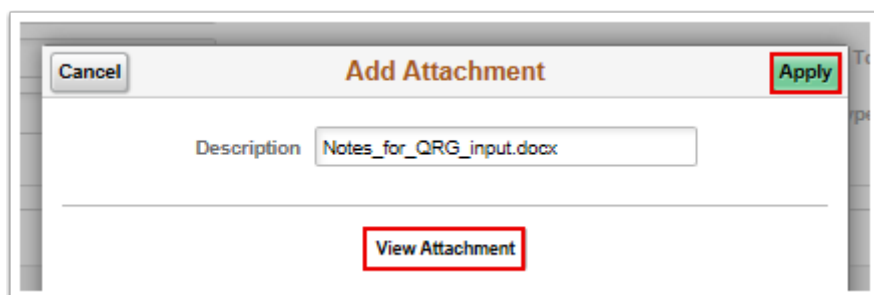 Cancel Add Attachment Apply
Description Notes_for_QRG_input.docx
View Attachment